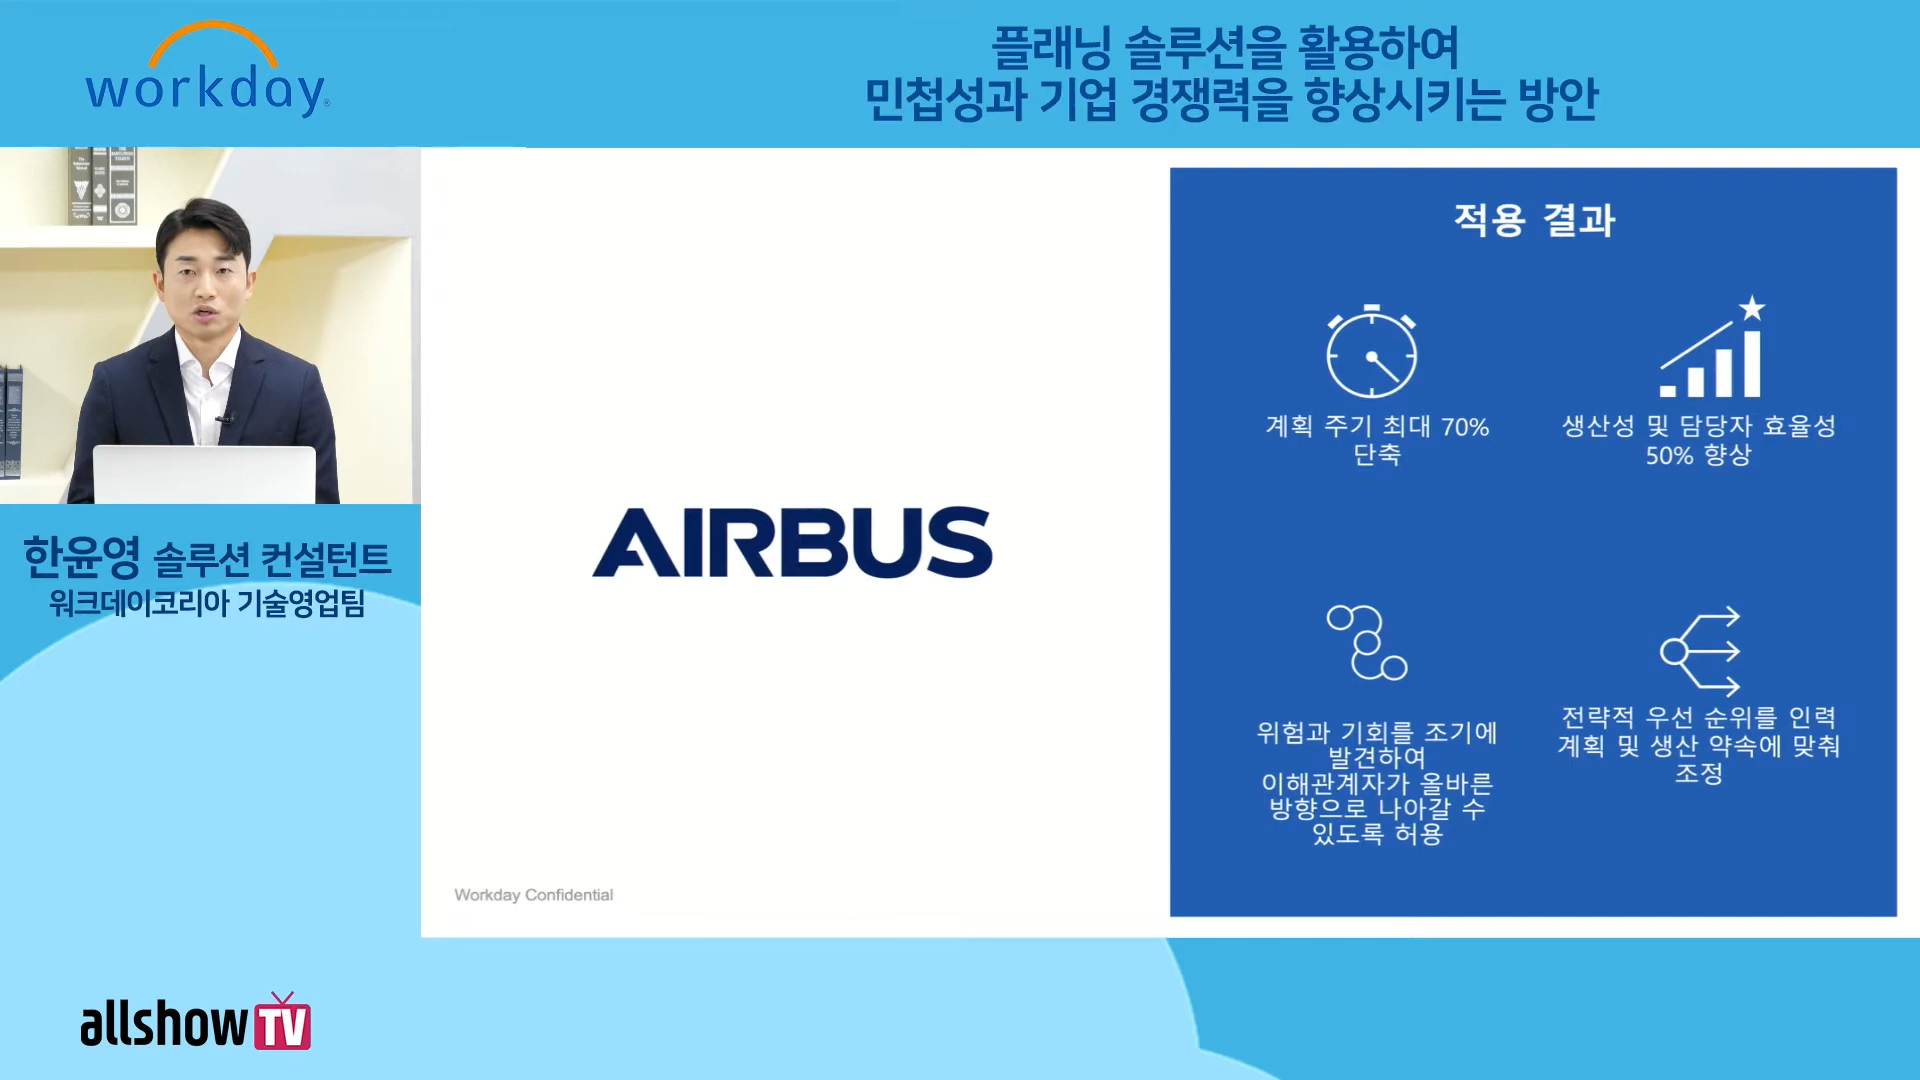 workday
플래닝 솔루션을 활용하여
민첩성과 기업 경쟁력을 향상시키는 방안
한윤영 솔루션 컨설턴트
워크데이코리아 기술영업팀
AIRBUS
Workday Confidential
적용 결과
계획 주기 최대 70%
단축
생산성 및 담당자 효율성
50% 향상
위험과 기회를 조기에
발견하여
이해관계자가 올바른
방향으로 나아갈 수
있도록 허용
전략적 우선 순위를 인력
계획 및 생산 약속에 맞춰
조정
allshow TV